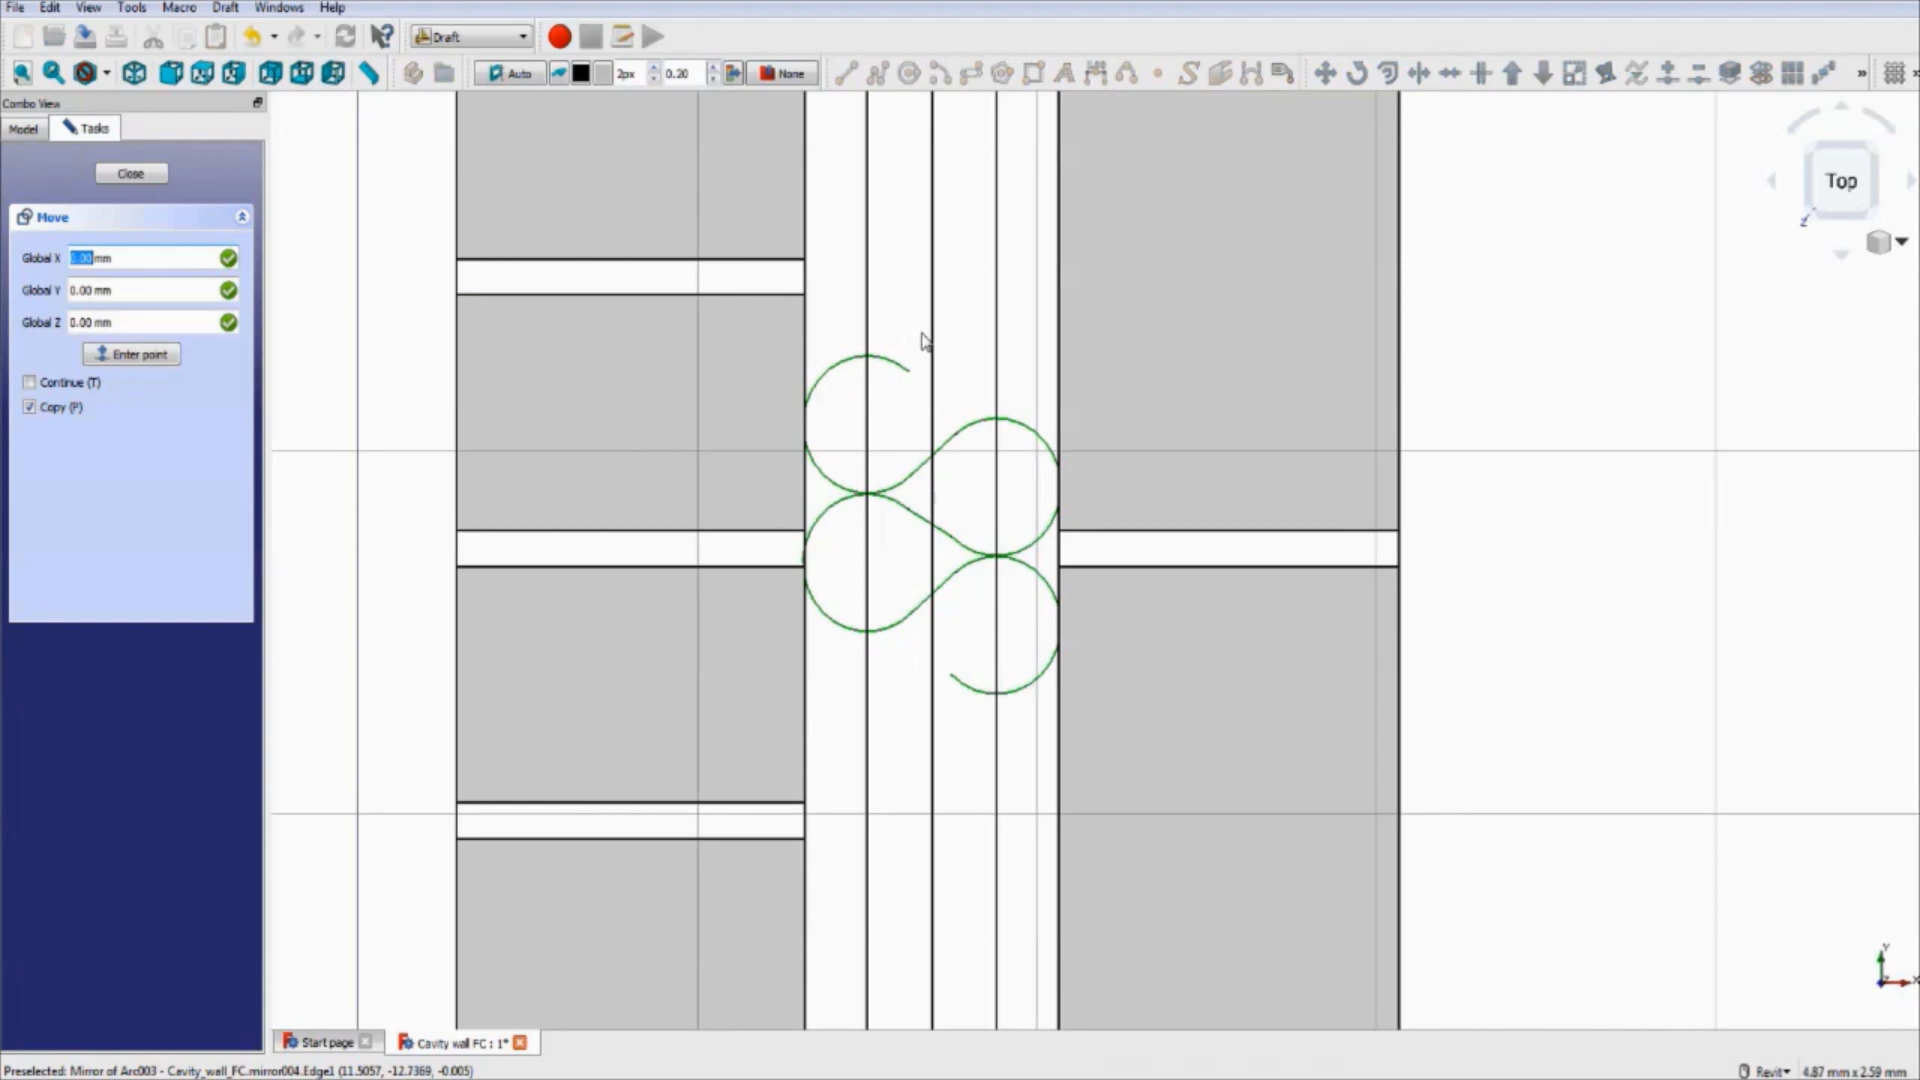 File Edit View Tools Macro Draft Windows Help
Draft
Auto 2px 0.20 None
Combo View
Model Tasks
Close
Move
Global X 0.00 mm
Global Y 0.00 mm
Global Z 0.00 mm
Enter point
Continue (T)
Copy (P)
Top
Z
Y
X
Start page Cavity wall FC : 1*
Preselected: Mirror of Arc003 - Cavity_wall_FC.mirror004.Edge1 (11.5057, -12.7369, -0.005)
Revit 4.87 mm x 2.59 mm